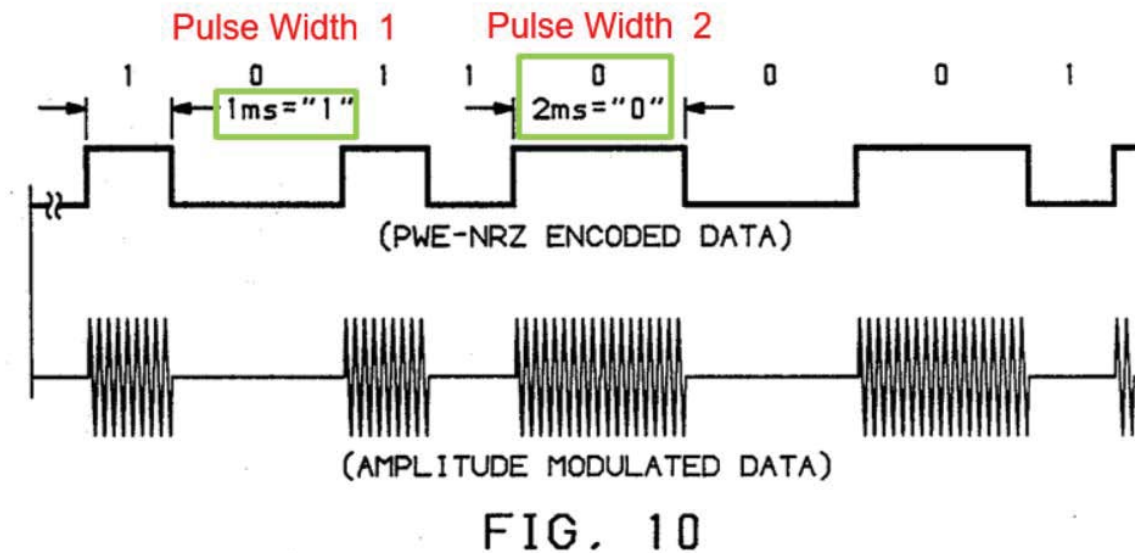 Pulse Width 1 Pulse Width 2
1 0 1 1 0 0 0 1
1ms="1" 2ms="0"
(PWE-NRZ ENCODED DATA)
(AMPLITUDE MODULATED DATA)
FIG. 10